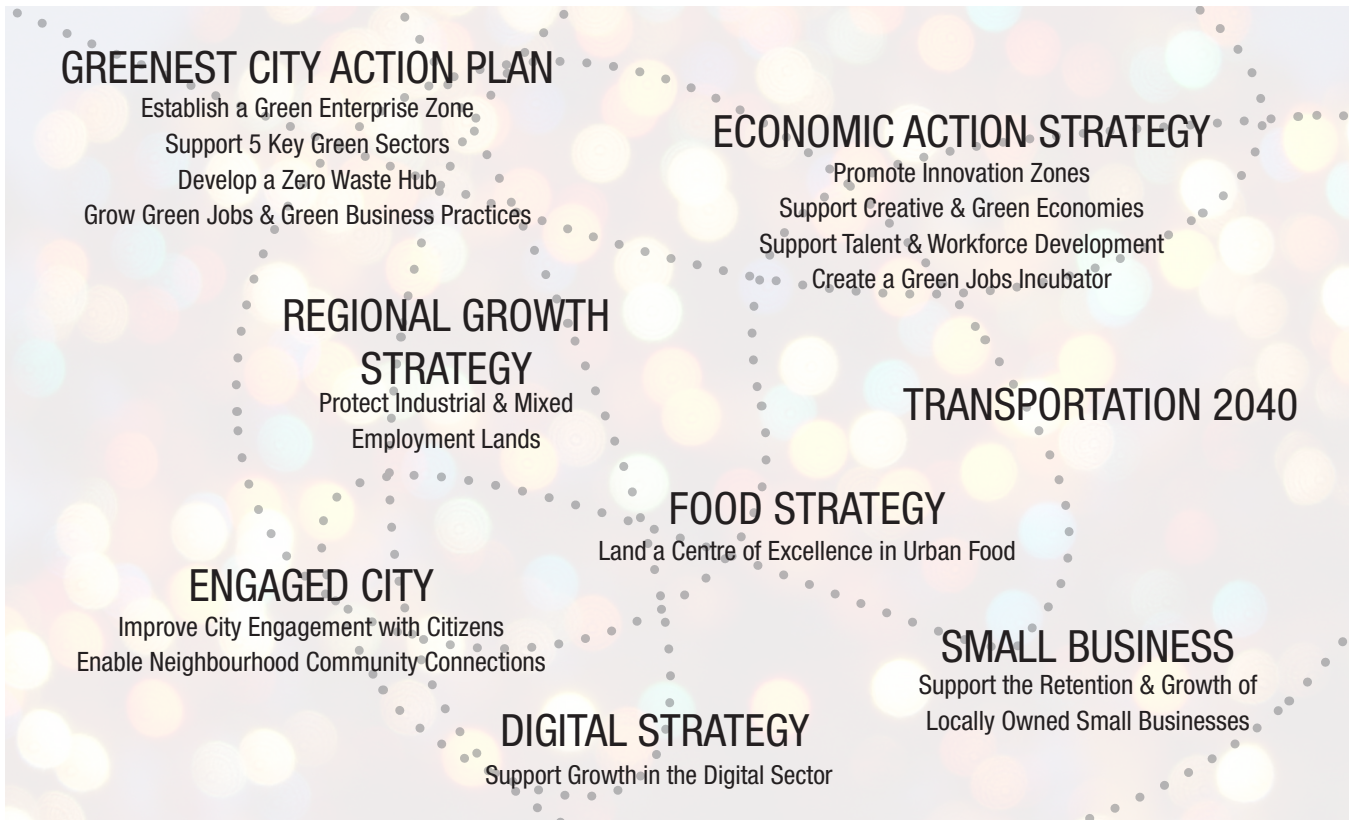 GREENEST CITY ACTION PLAN
Establish a Green Enterprise Zone
Support 5 Key Green Sectors
Develop a Zero Waste Hub
Grow Green Jobs & Green Business Practices
ECONOMIC ACTION STRATEGY
Promote Innovation Zones
Support Creative & Green Economies
Support Talent & Workforce Development
Create a Green Jobs Incubator
REGIONAL GROWTH
STRATEGY
Protect Industrial & Mixed
Employment Lands
TRANSPORTATION 2040
FOOD STRATEGY
Land a Centre of Excellence in Urban Food
ENGAGED CITY
Improve City Engagement with Citizens
Enable Neighbourhood Community Connections
SMALL BUSINESS
Support the Retention & Growth of
Locally Owned Small Businesses
DIGITAL STRATEGY
Support Growth in the Digital Sector